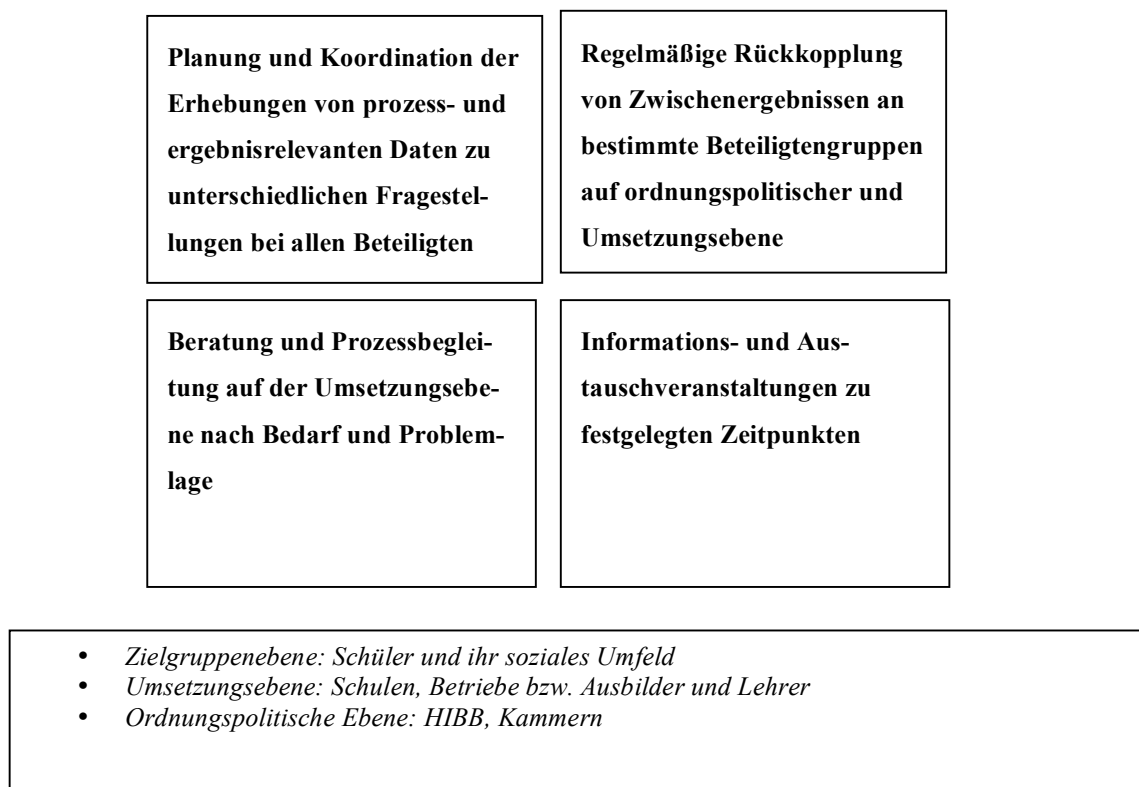 Planung und Koordination der
Erhebungen von prozess- und
ergebnisrelevanten Daten zu
unterschiedlichen Fragestel-
lungen bei allen Beteiligten
Regelmäßige Rückkopplung
von Zwischenergebnissen an
bestimmte Beteiligtengruppen
auf ordnungspolitischer und
Umsetzungsebene
Beratung und Prozessbeglei-
tung auf der Umsetzungsebe-
ne nach Bedarf und Problem-
lage
Informations- und Aus-
tauschveranstaltungen zu
festgelegten Zeitpunkten
• Zielgruppenebene: Schüler und ihr soziales Umfeld
• Umsetzungsebene: Schulen, Betriebe bzw. Ausbilder und Lehrer
• Ordnungspolitische Ebene: HIBB, Kammern